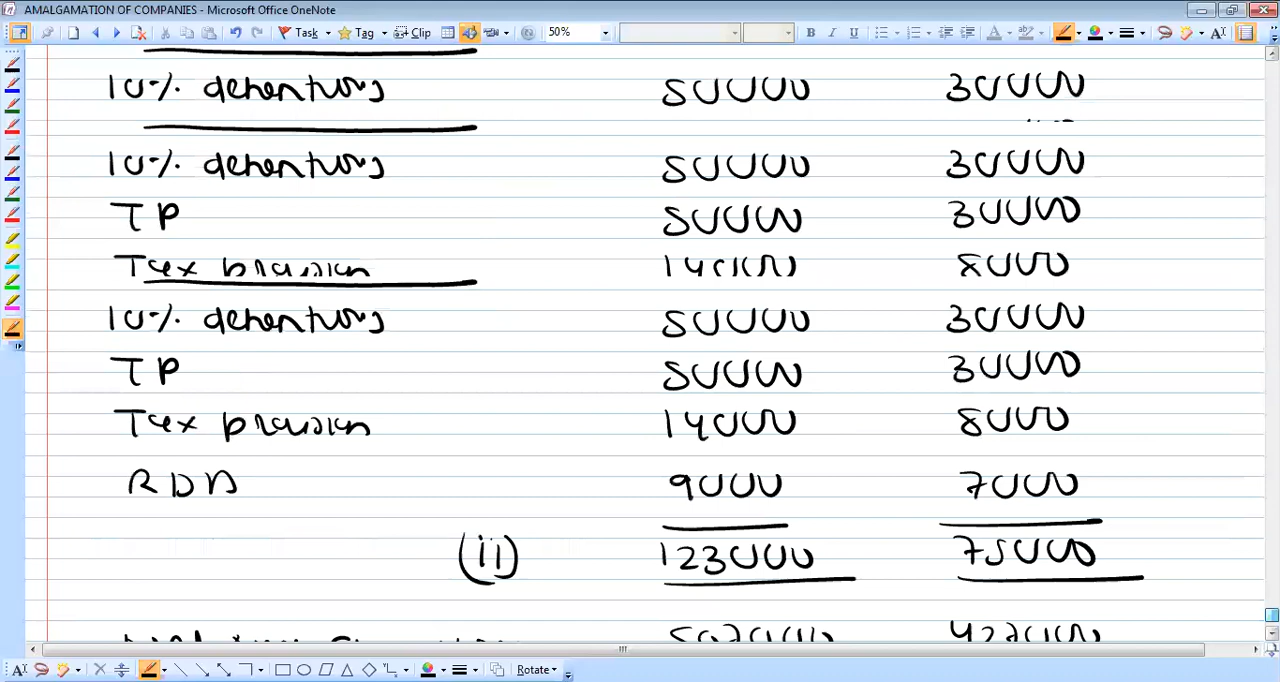 AMALGAMATION OF COMPANIES - Microsoft Office OneNote
Task Tag Clip 50%
10% debentures 50000 30000
10% debentures 50000 30000
TP 50000 30000
Tax provision 14000 8000
10% debentures 50000 30000
TP 50000 30000
Tax provision 14000 8000
RDD 9000 7000
(ii) 123000 75000
Rotate